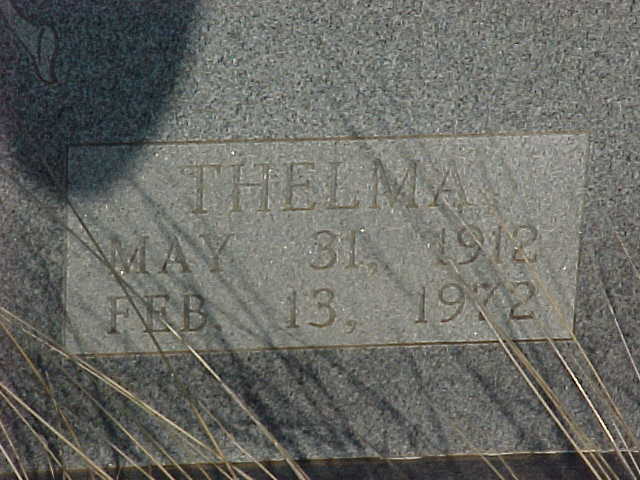 THELMA
MAY 31, 1912
FEB. 13, 1972